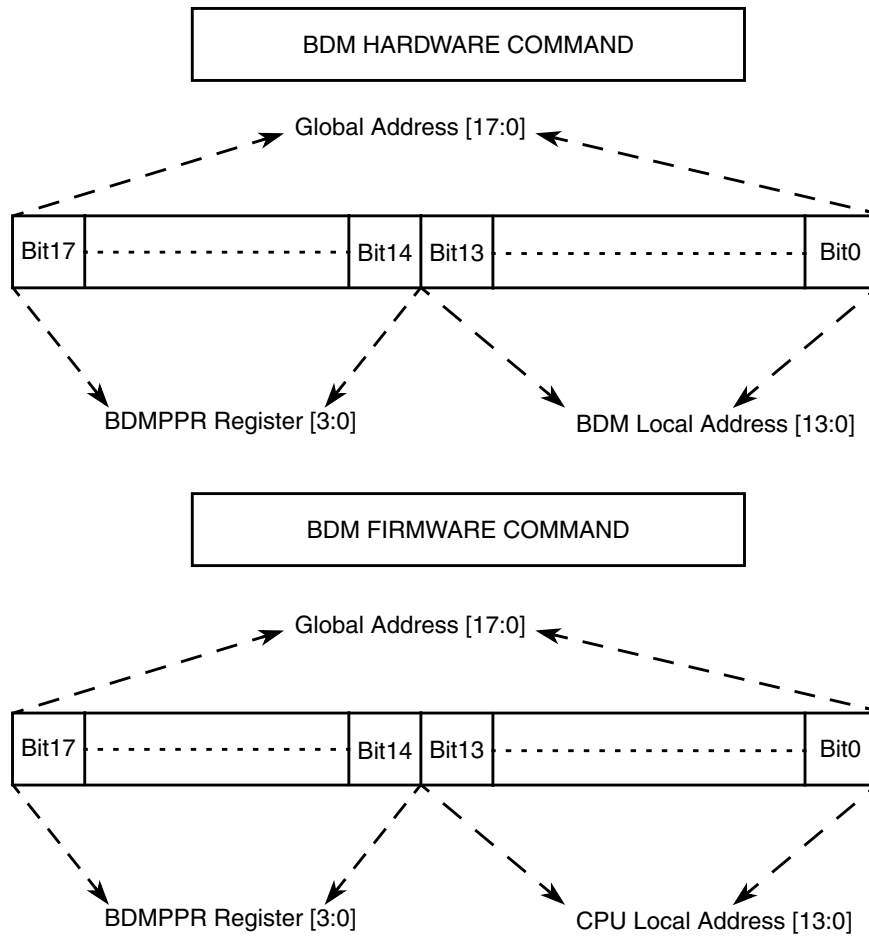 BDM HARDWARE COMMAND
Global Address [17:0]
Bit17 Bit14 Bit13 Bit0
BDMPPR Register [3:0] BDM Local Address [13:0]
BDM FIRMWARE COMMAND
Global Address [17:0]
Bit17 Bit14 Bit13 Bit0
BDMPPR Register [3:0] CPU Local Address [13:0]